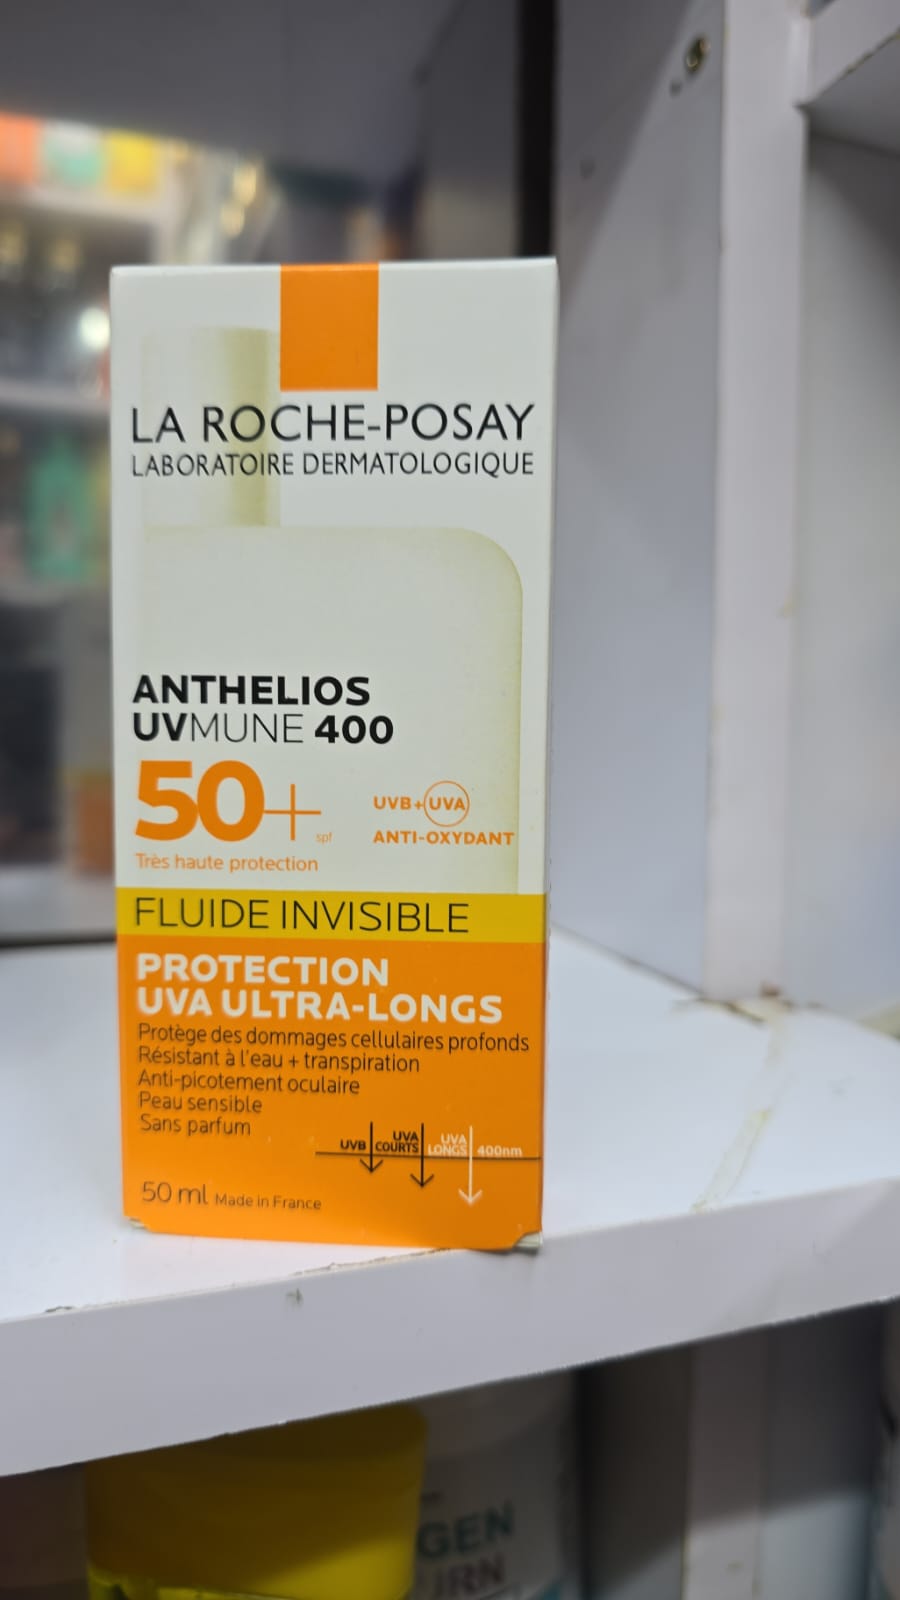 LA ROCHE-POSAY
LABORATOIRE DERMATOLOGIQUE
ANTHELIOS
UVMUNE 400
50+ spf
Très haute protection
UVB+UVA
ANTI-OXYDANT
FLUIDE INVISIBLE
PROTECTION
UVA ULTRA-LONGS
Protège des dommages cellulaires profonds
Résistant à l'eau + transpiration
Anti-picotement oculaire
Peau sensible
Sans parfum
UVB
UVA COURTS
UVA LONGS
400nm
50 ml Made in France
GEN